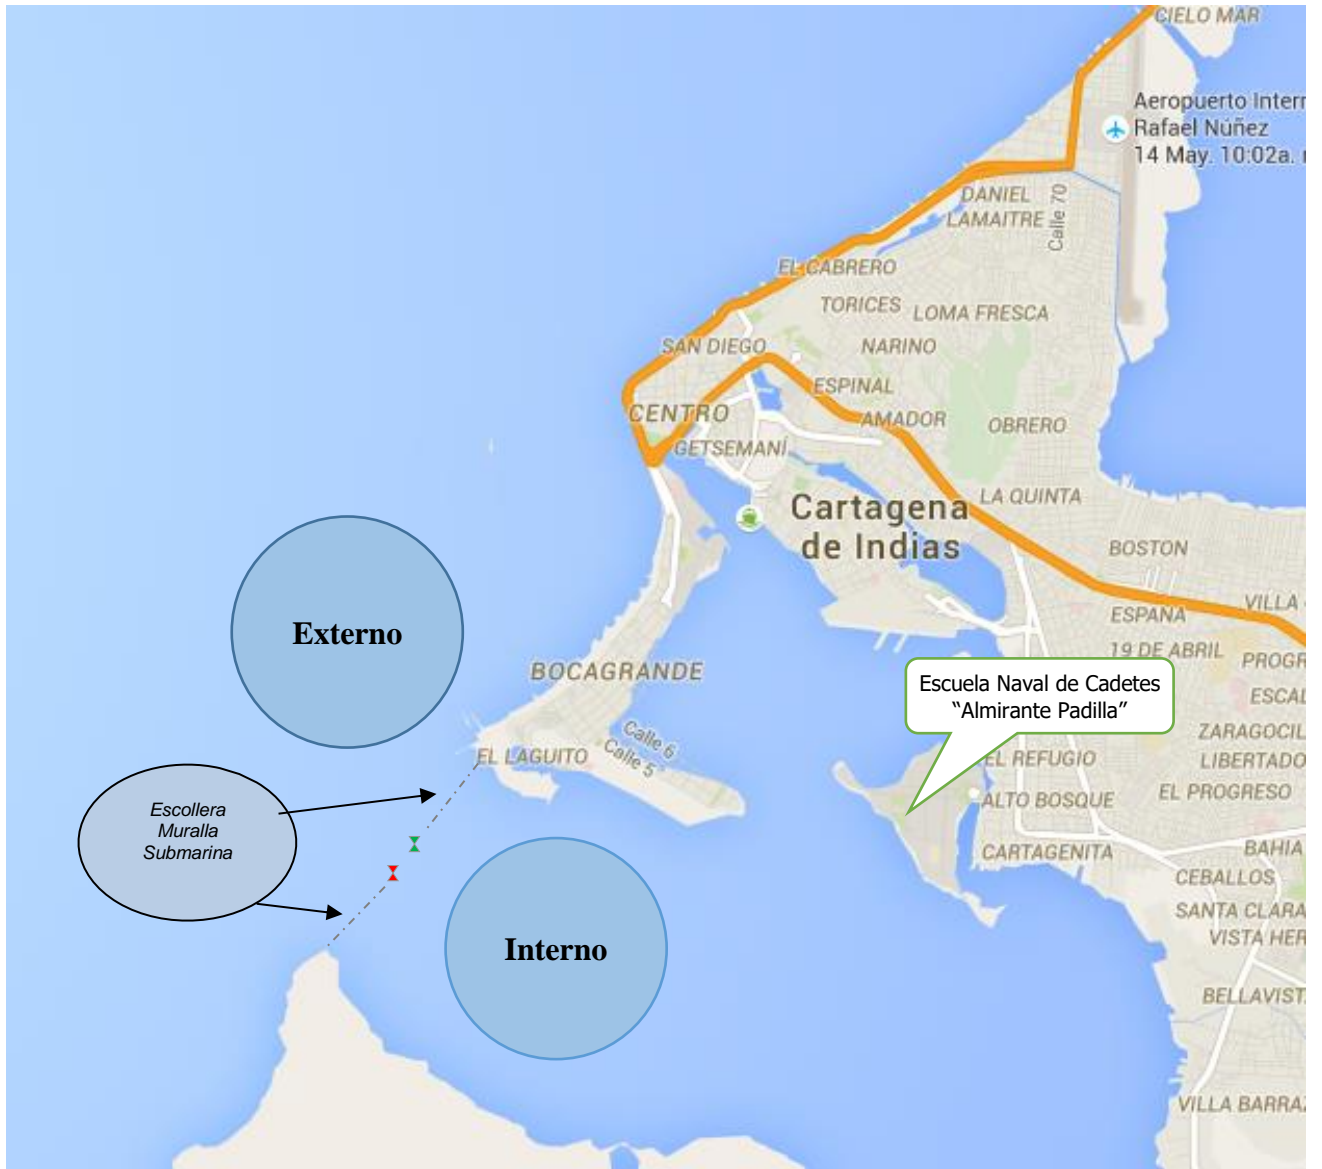 CIELO MAR
Aeropuerto Interr
Rafael Núñez
14 May. 10:02a. r
DANIEL
LAMAITRE
Calle 70
EL CABRERO
TORICES
LOMA FRESCA
SAN DIEGO
NARINO
ESPINAL
CENTRO
AMADOR
OBRERO
GETSEMANÍ
LA QUINTA
Cartagena
de Indias
BOSTON
Externo
ESPANA
VILLA
19 DE ABRIL
PROGR
BOCAGRANDE
Escuela Naval de Cadetes
“Almirante Padilla”
ESCAL
ZARAGOCIL
Calle 6
Calle 5
EL LAGUITO
EL REFUGIO
LIBERTADO
ALTO BOSQUE
EL PROGRESO
Escollera
Muralla
Submarina
CARTAGENITA
BAHIA
CEBALLOS
SANTA CLARA
VISTA HER
Interno
BELLAVIST
VILLA BARRAZ